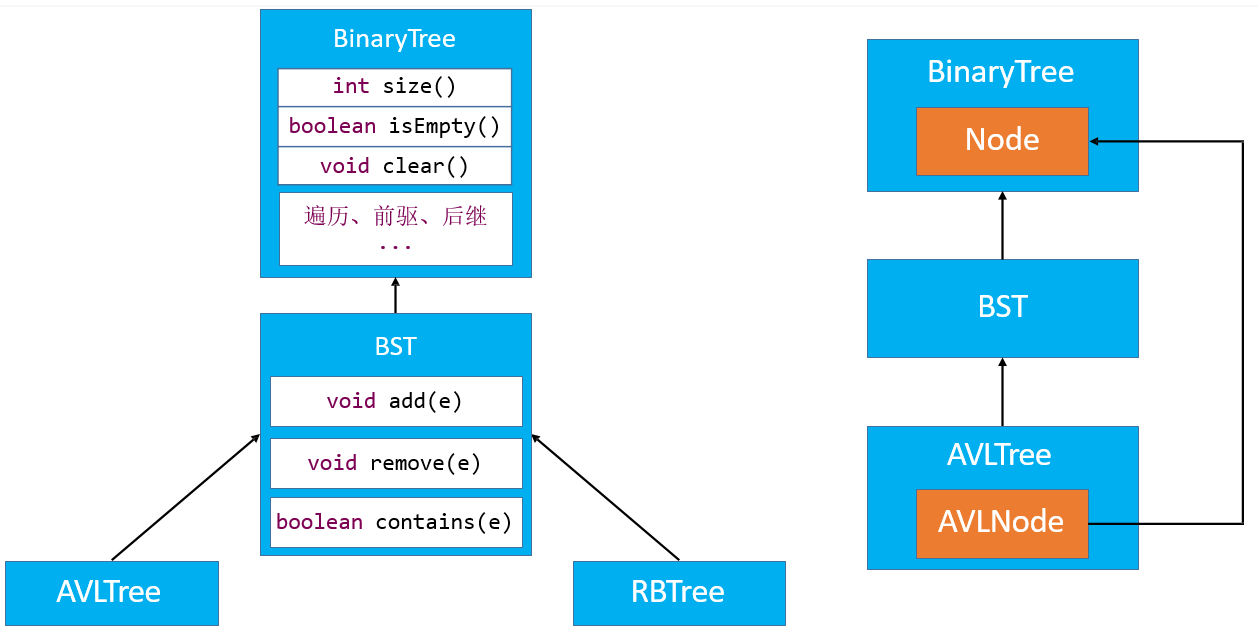 BinaryTree
int size()
boolean isEmpty()
void clear()
遍历、前驱、后继
...
BST
void add(e)
void remove(e)
boolean contains(e)
AVLTree
RBTree
BinaryTree
Node
BST
AVLTree
AVLNode